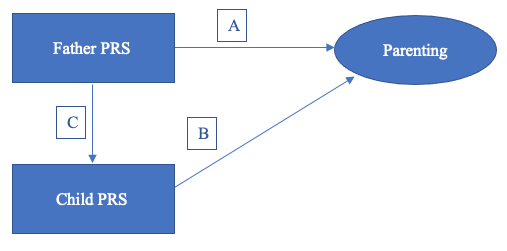 Father PRS
A
Parenting
C
B
Child PRS